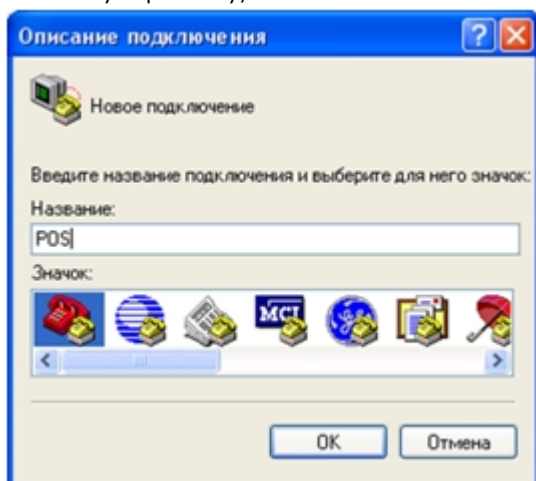 Описание подключения
Новое подключение
Введите название подключения и выберите для него значок:
Название:
POS
Значок:
MCI
OK
Отмена